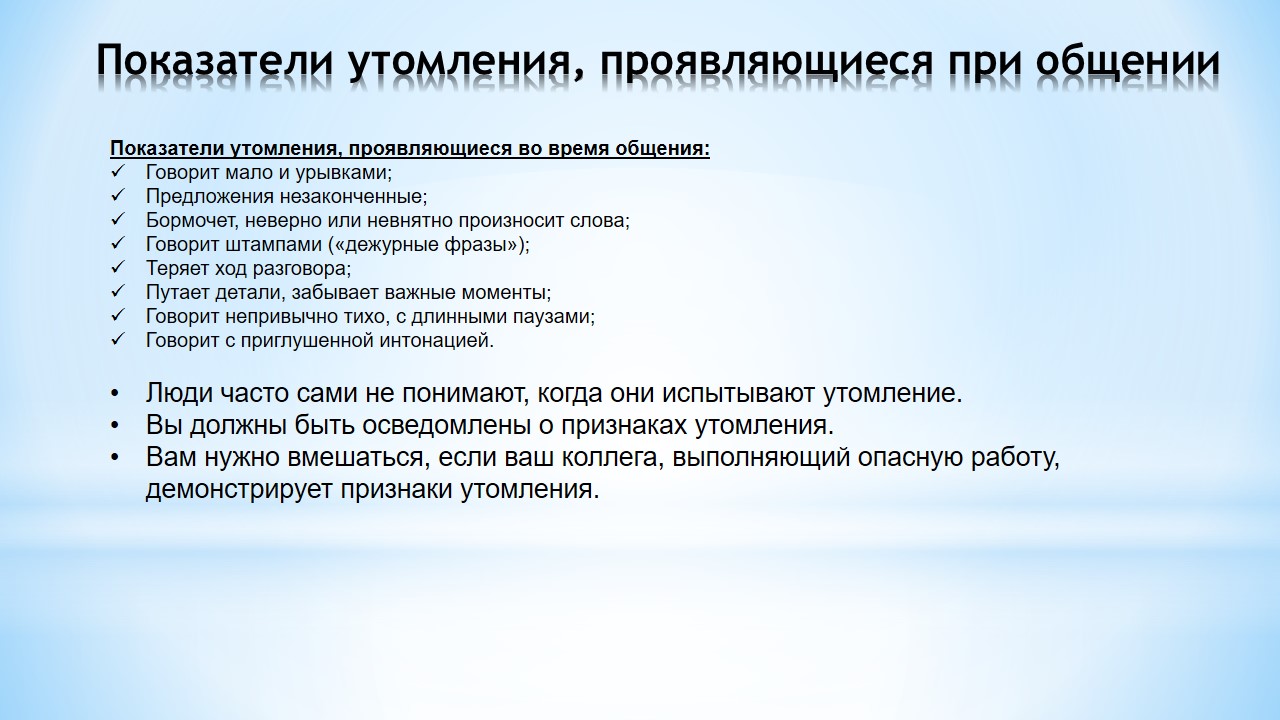 Показатели утомления, проявляющиеся при общении
Показатели утомления, проявляющиеся во время общения:
✓ Говорит мало и урывками;
✓ Предложения незаконченные;
✓ Бормочет, неверно или невнятно произносит слова;
✓ Говорит штампами («дежурные фразы»);
✓ Теряет ход разговора;
✓ Путает детали, забывает важные моменты;
✓ Говорит непривычно тихо, с длинными паузами;
✓ Говорит с приглушенной интонацией.
• Люди часто сами не понимают, когда они испытывают утомление.
• Вы должны быть осведомлены о признаках утомления.
• Вам нужно вмешаться, если ваш коллега, выполняющий опасную работу,
демонстрирует признаки утомления.